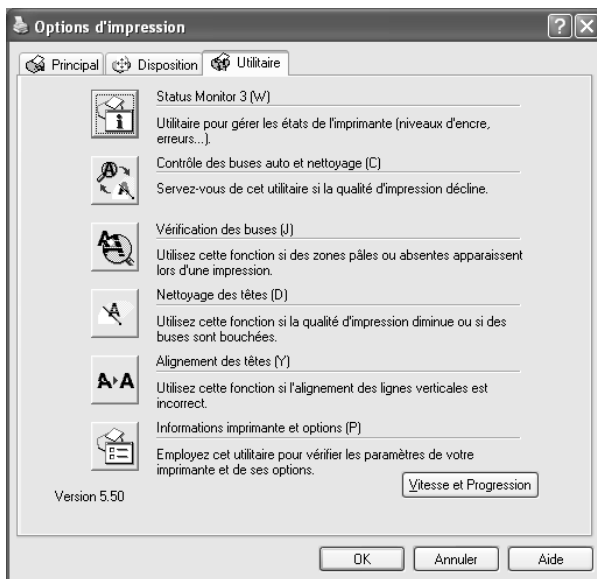 Options d'impression
Principal
Disposition
Utilitaire
Status Monitor 3 (W)
Utilitaire pour gérer les états de l'imprimante (niveaux d'encre,
erreurs...).
Contrôle des buses auto et nettoyage (C)
Servez-vous de cet utilitaire si la qualité d'impression décline.
Vérification des buses (J)
Utilisez cette fonction si des zones pâles ou absentes apparaissent
lors d'une impression.
Nettoyage des têtes (D)
Utilisez cette fonction si la qualité d'impression diminue ou si des
buses sont bouchées.
Alignement des têtes (Y)
Utilisez cette fonction si l'alignement des lignes verticales est
incorrect.
Informations imprimante et options (P)
Employez cet utilitaire pour vérifier les paramètres de votre
imprimante et de ses options.
Vitesse et Progression
Version 5.50
OK
Annuler
Aide